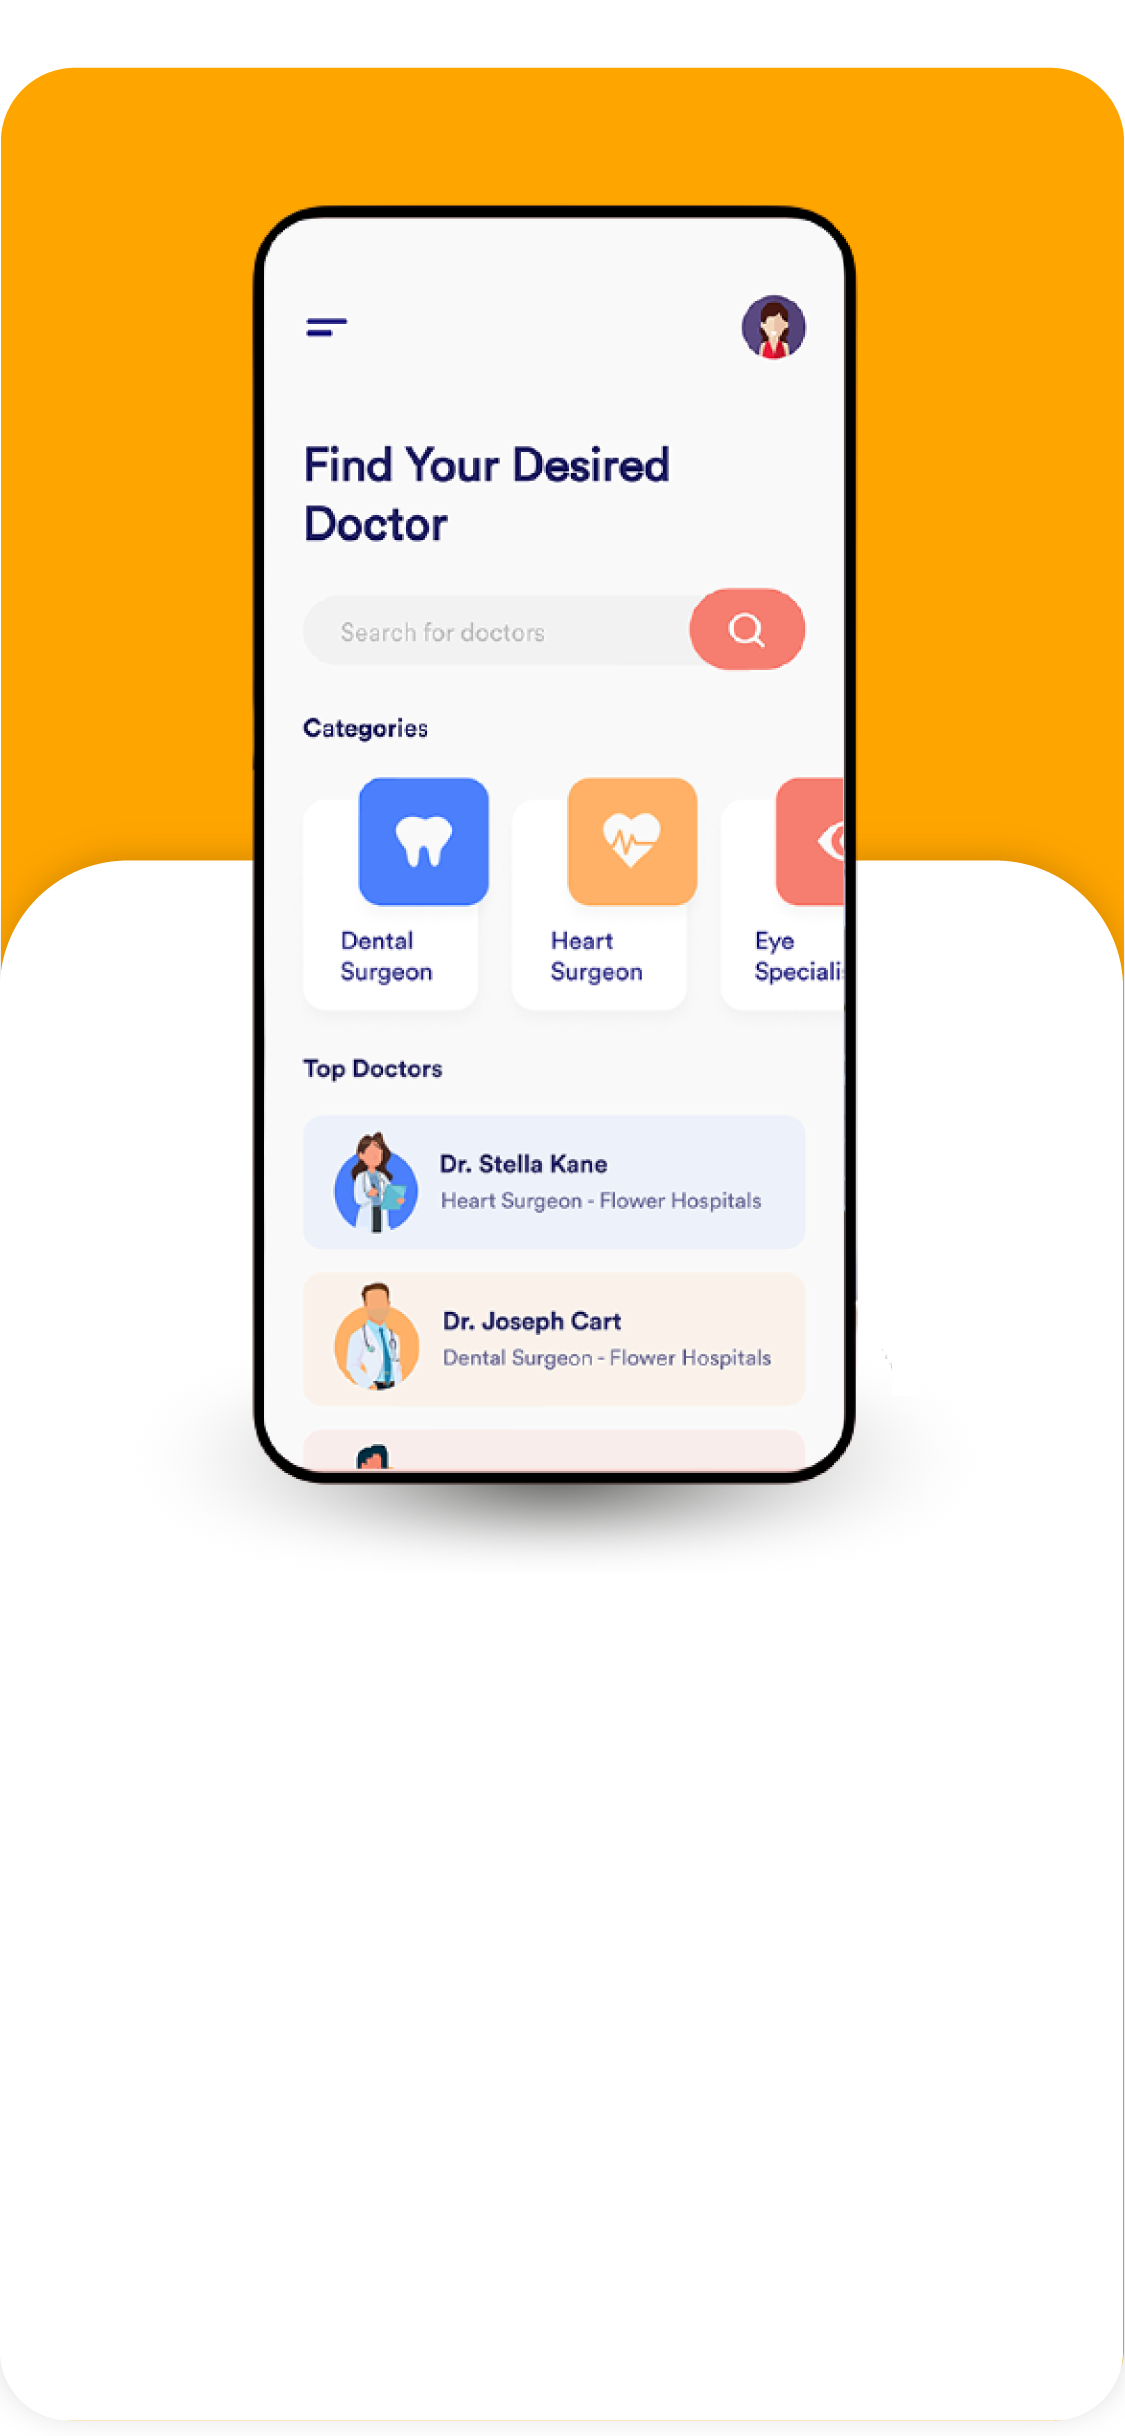 Find Your Desired
Doctor
Search for doctors
Categories
Dental
Surgeon
Heart
Surgeon
Eye
Speciali
Top Doctors
Dr. Stella Kane
Heart Surgeon - Flower Hospitals
Dr. Joseph Cart
Dental Surgeon - Flower Hospitals